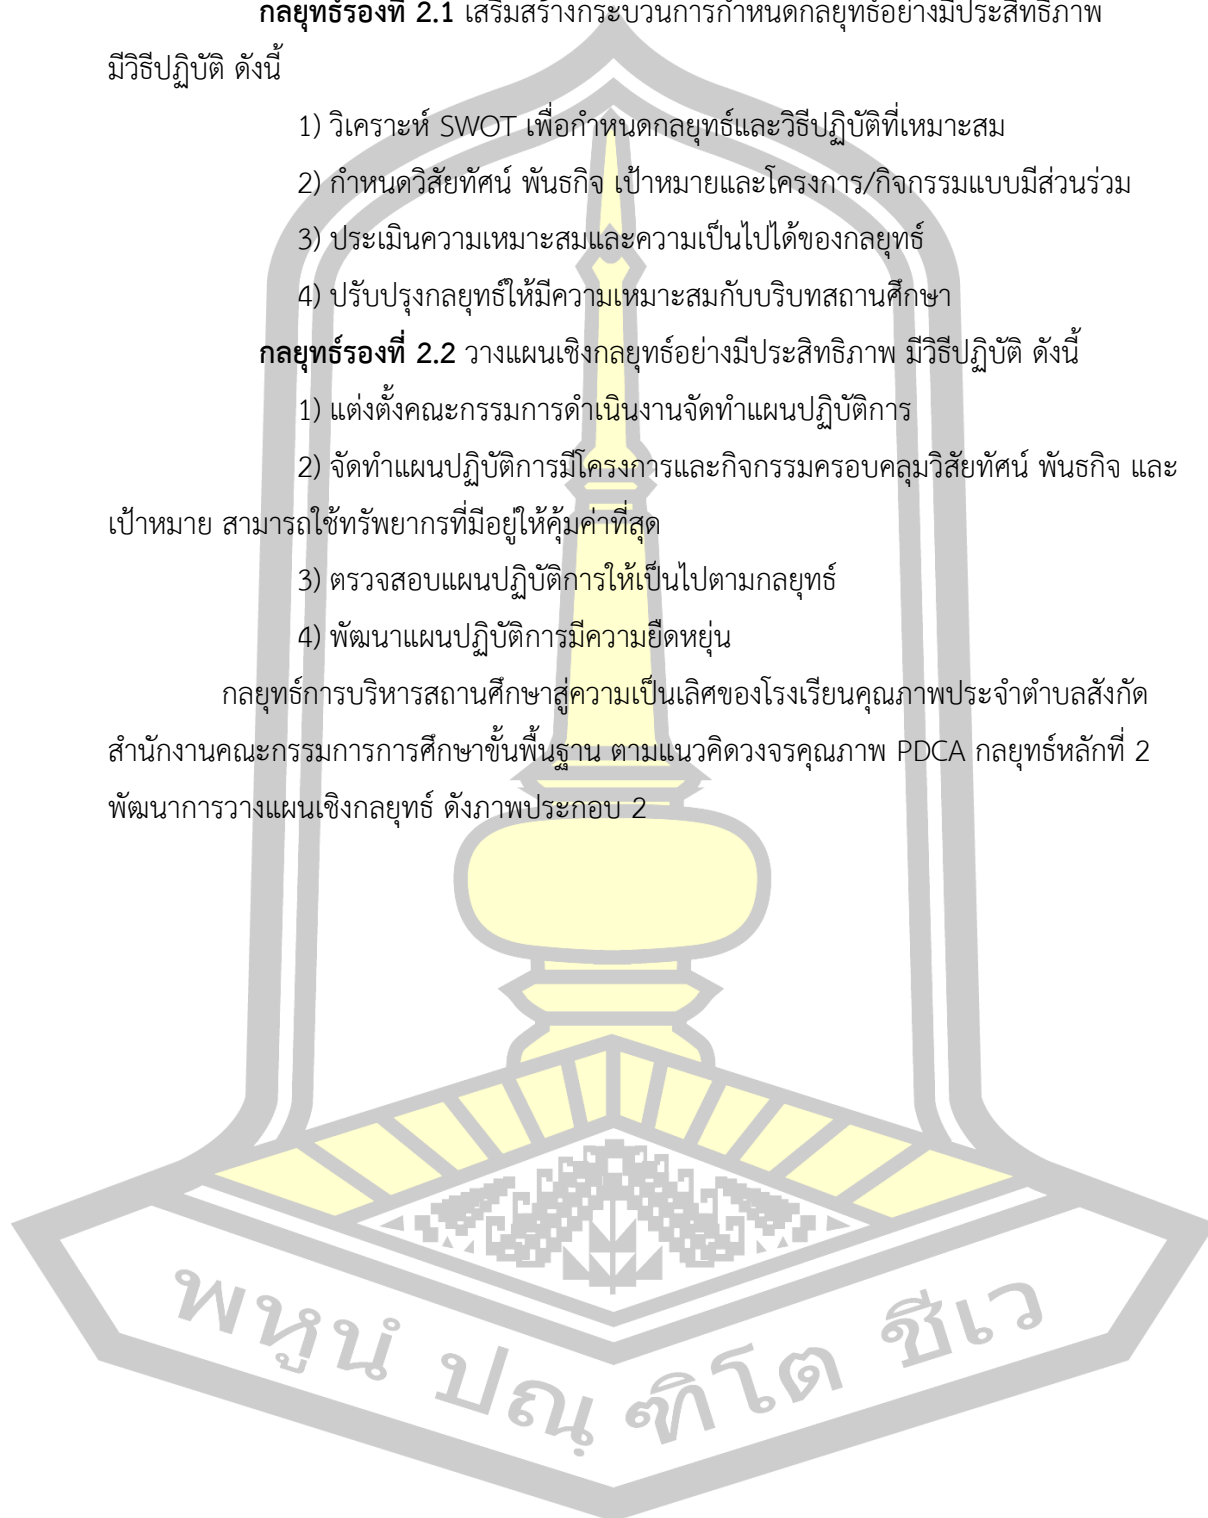 กลยุทธ์รองที่ 2.1 เสริมสร้างกระบวนการกำหนดกลยุทธ์อย่างมีประสิทธิภาพ
มีวิธีปฏิบัติ ดังนี้
1) วิเคราะห์ SWOT เพื่อกำหนดกลยุทธ์และวิธีปฏิบัติที่เหมาะสม
2) กำหนดวิสัยทัศน์ พันธกิจ เป้าหมายและโครงการ/กิจกรรมแบบมีส่วนร่วม
3) ประเมินความเหมาะสมและความเป็นไปได้ของกลยุทธ์
4) ปรับปรุงกลยุทธ์ให้มีความเหมาะสมกับบริบทสถานศึกษา
กลยุทธ์รองที่ 2.2 วางแผนเชิงกลยุทธ์อย่างมีประสิทธิภาพ มีวิธีปฏิบัติ ดังนี้
1) แต่งตั้งคณะกรรมการดำเนินงานจัดทำแผนปฏิบัติการ
2) จัดทำแผนปฏิบัติการมีโครงการและกิจกรรมครอบคลุมวิสัยทัศน์ พันธกิจ และ
เป้าหมาย สามารถใช้ทรัพยากรที่มีอยู่ให้คุ้มค่าที่สุด
3) ตรวจสอบแผนปฏิบัติการให้เป็นไปตามกลยุทธ์
4) พัฒนาแผนปฏิบัติการมีความยืดหยุ่น
กลยุทธ์การบริหารสถานศึกษาสู่ความเป็นเลิศของโรงเรียนคุณภาพประจำตำบลสังกัด
สำนักงานคณะกรรมการการศึกษาขั้นพื้นฐาน ตามแนวคิดวงจรคุณภาพ PDCA กลยุทธ์หลักที่ 2
พัฒนาการวางแผนเชิงกลยุทธ์ ดังภาพประกอบ 2
พหูนํ ปณฺฑิโต ชีเว